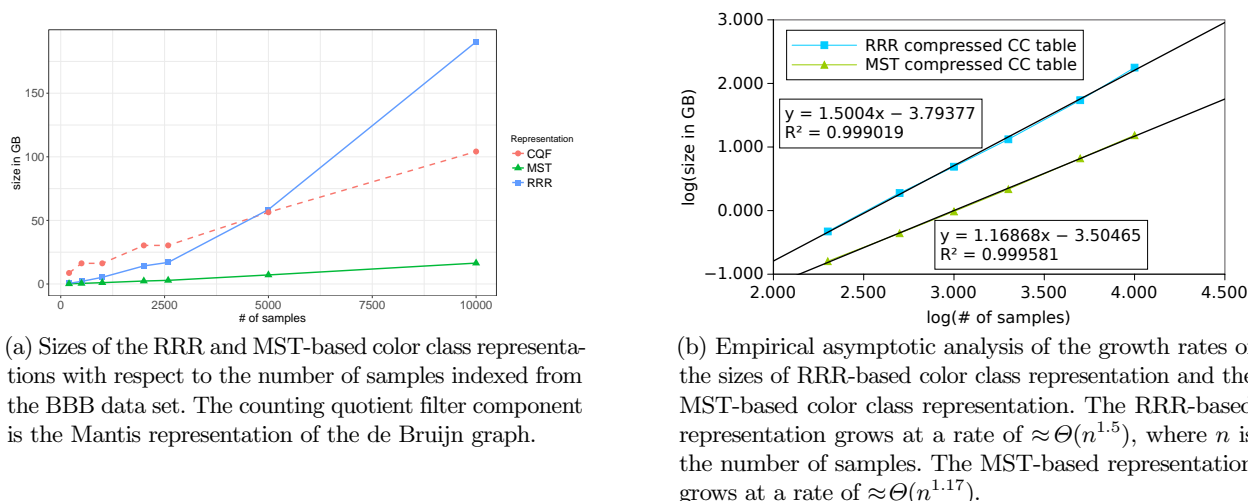 150
100
50
0
size in GB
0
2500
5000
7500
10000
# of samples
Representation
CQF
MST
RRR
(a) Sizes of the RRR and MST-based color class representa-
tions with respect to the number of samples indexed from
the BBB data set. The counting quotient filter component
is the Mantis representation of the de Bruijn graph.
3.000
2.000
1.000
0.000
−1.000
log(size in GB)
RRR compressed CC table
MST compressed CC table
y = 1.5004x − 3.79377
R² = 0.999019
y = 1.16868x − 3.50465
R² = 0.999581
2.000
2.500
3.000
3.500
4.000
4.500
log(# of samples)
(b) Empirical asymptotic analysis of the growth rates of
the sizes of RRR-based color class representation and the
MST-based color class representation. The RRR-based
representation grows at a rate of ≈Θ(n^1.5), where n is
the number of samples. The MST-based representation
grows at a rate of ≈Θ(n^1.17).